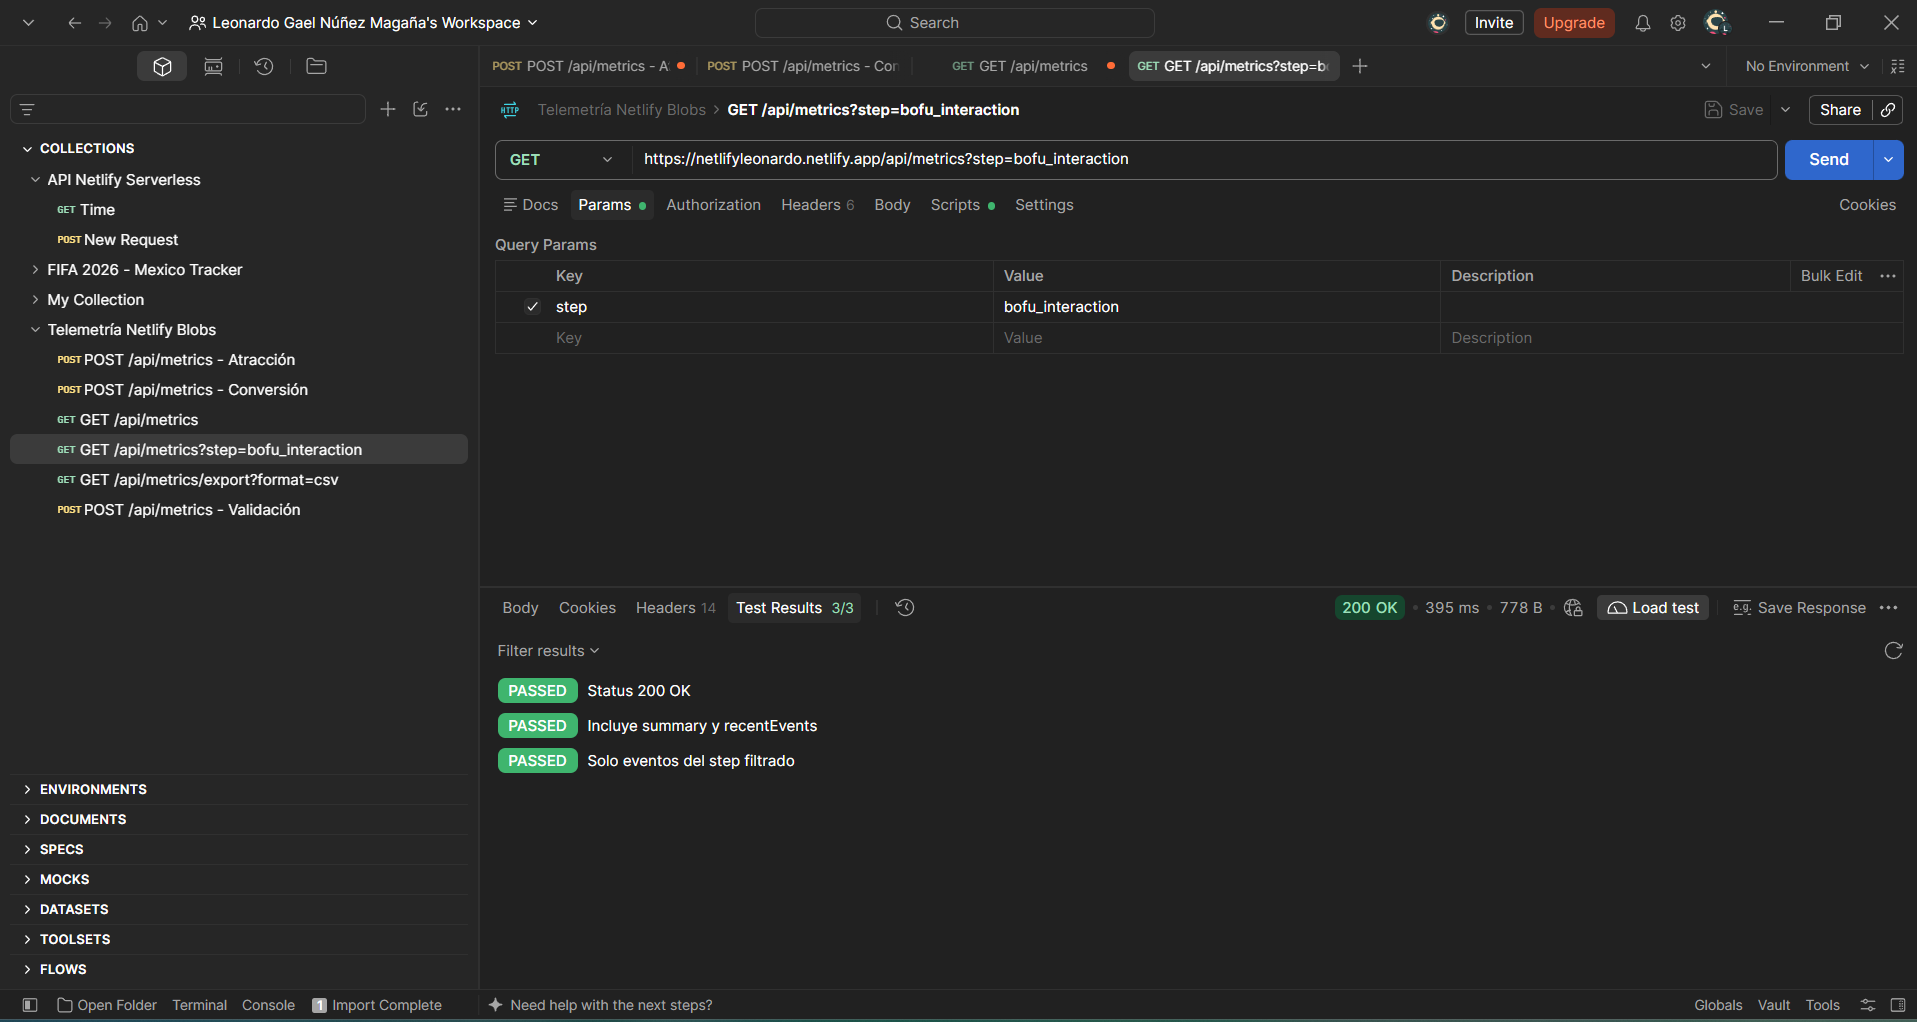 Leonardo Gael Núñez Magaña's Workspace
Search
Invite
Upgrade
L
POST POST /api/metrics - A
POST POST /api/metrics - Con
GET GET /api/metrics
GET GET /api/metrics?step=b
No Environment
HTTP Telemetría Netlify Blobs > GET /api/metrics?step=bofu_interaction
Save
Share
COLLECTIONS
API Netlify Serverless
GET Time
POST New Request
FIFA 2026 - Mexico Tracker
My Collection
Telemetría Netlify Blobs
POST POST /api/metrics - Atracción
POST POST /api/metrics - Conversión
GET GET /api/metrics
GET GET /api/metrics?step=bofu_interaction
GET GET /api/metrics/export?format=csv
POST POST /api/metrics - Validación
ENVIRONMENTS
DOCUMENTS
SPECS
MOCKS
DATASETS
TOOLSETS
FLOWS
GET
https://netlifyleonardo.netlify.app/api/metrics?step=bofu_interaction
Send
Docs Params Authorization Headers 6 Body Scripts Settings
Cookies
Query Params
Key Value Description Bulk Edit
step bofu_interaction
Key Value Description
Body Cookies Headers 14 Test Results 3/3
200 OK • 395 ms • 778 B
Load test
e.g. Save Response
Filter results
PASSED Status 200 OK
PASSED Incluye summary y recentEvents
PASSED Solo eventos del step filtrado
Open Folder Terminal Console 1 Import Complete
Need help with the next steps?
Globals Vault Tools